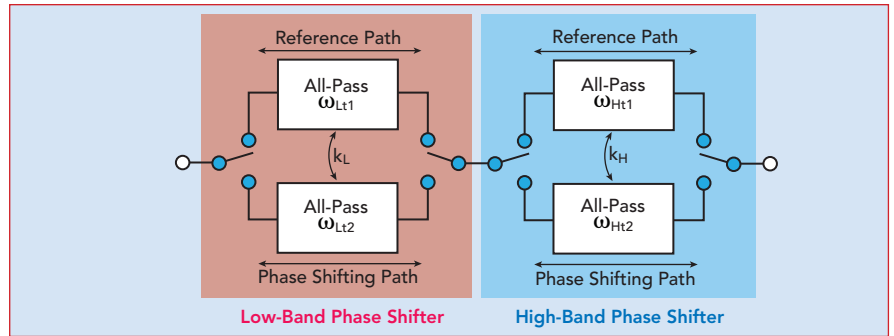 Reference Path
All-Pass
ωLt1
kL
All-Pass
ωLt2
Phase Shifting Path
Low-Band Phase Shifter
Reference Path
All-Pass
ωHt1
kH
All-Pass
ωHt2
Phase Shifting Path
High-Band Phase Shifter